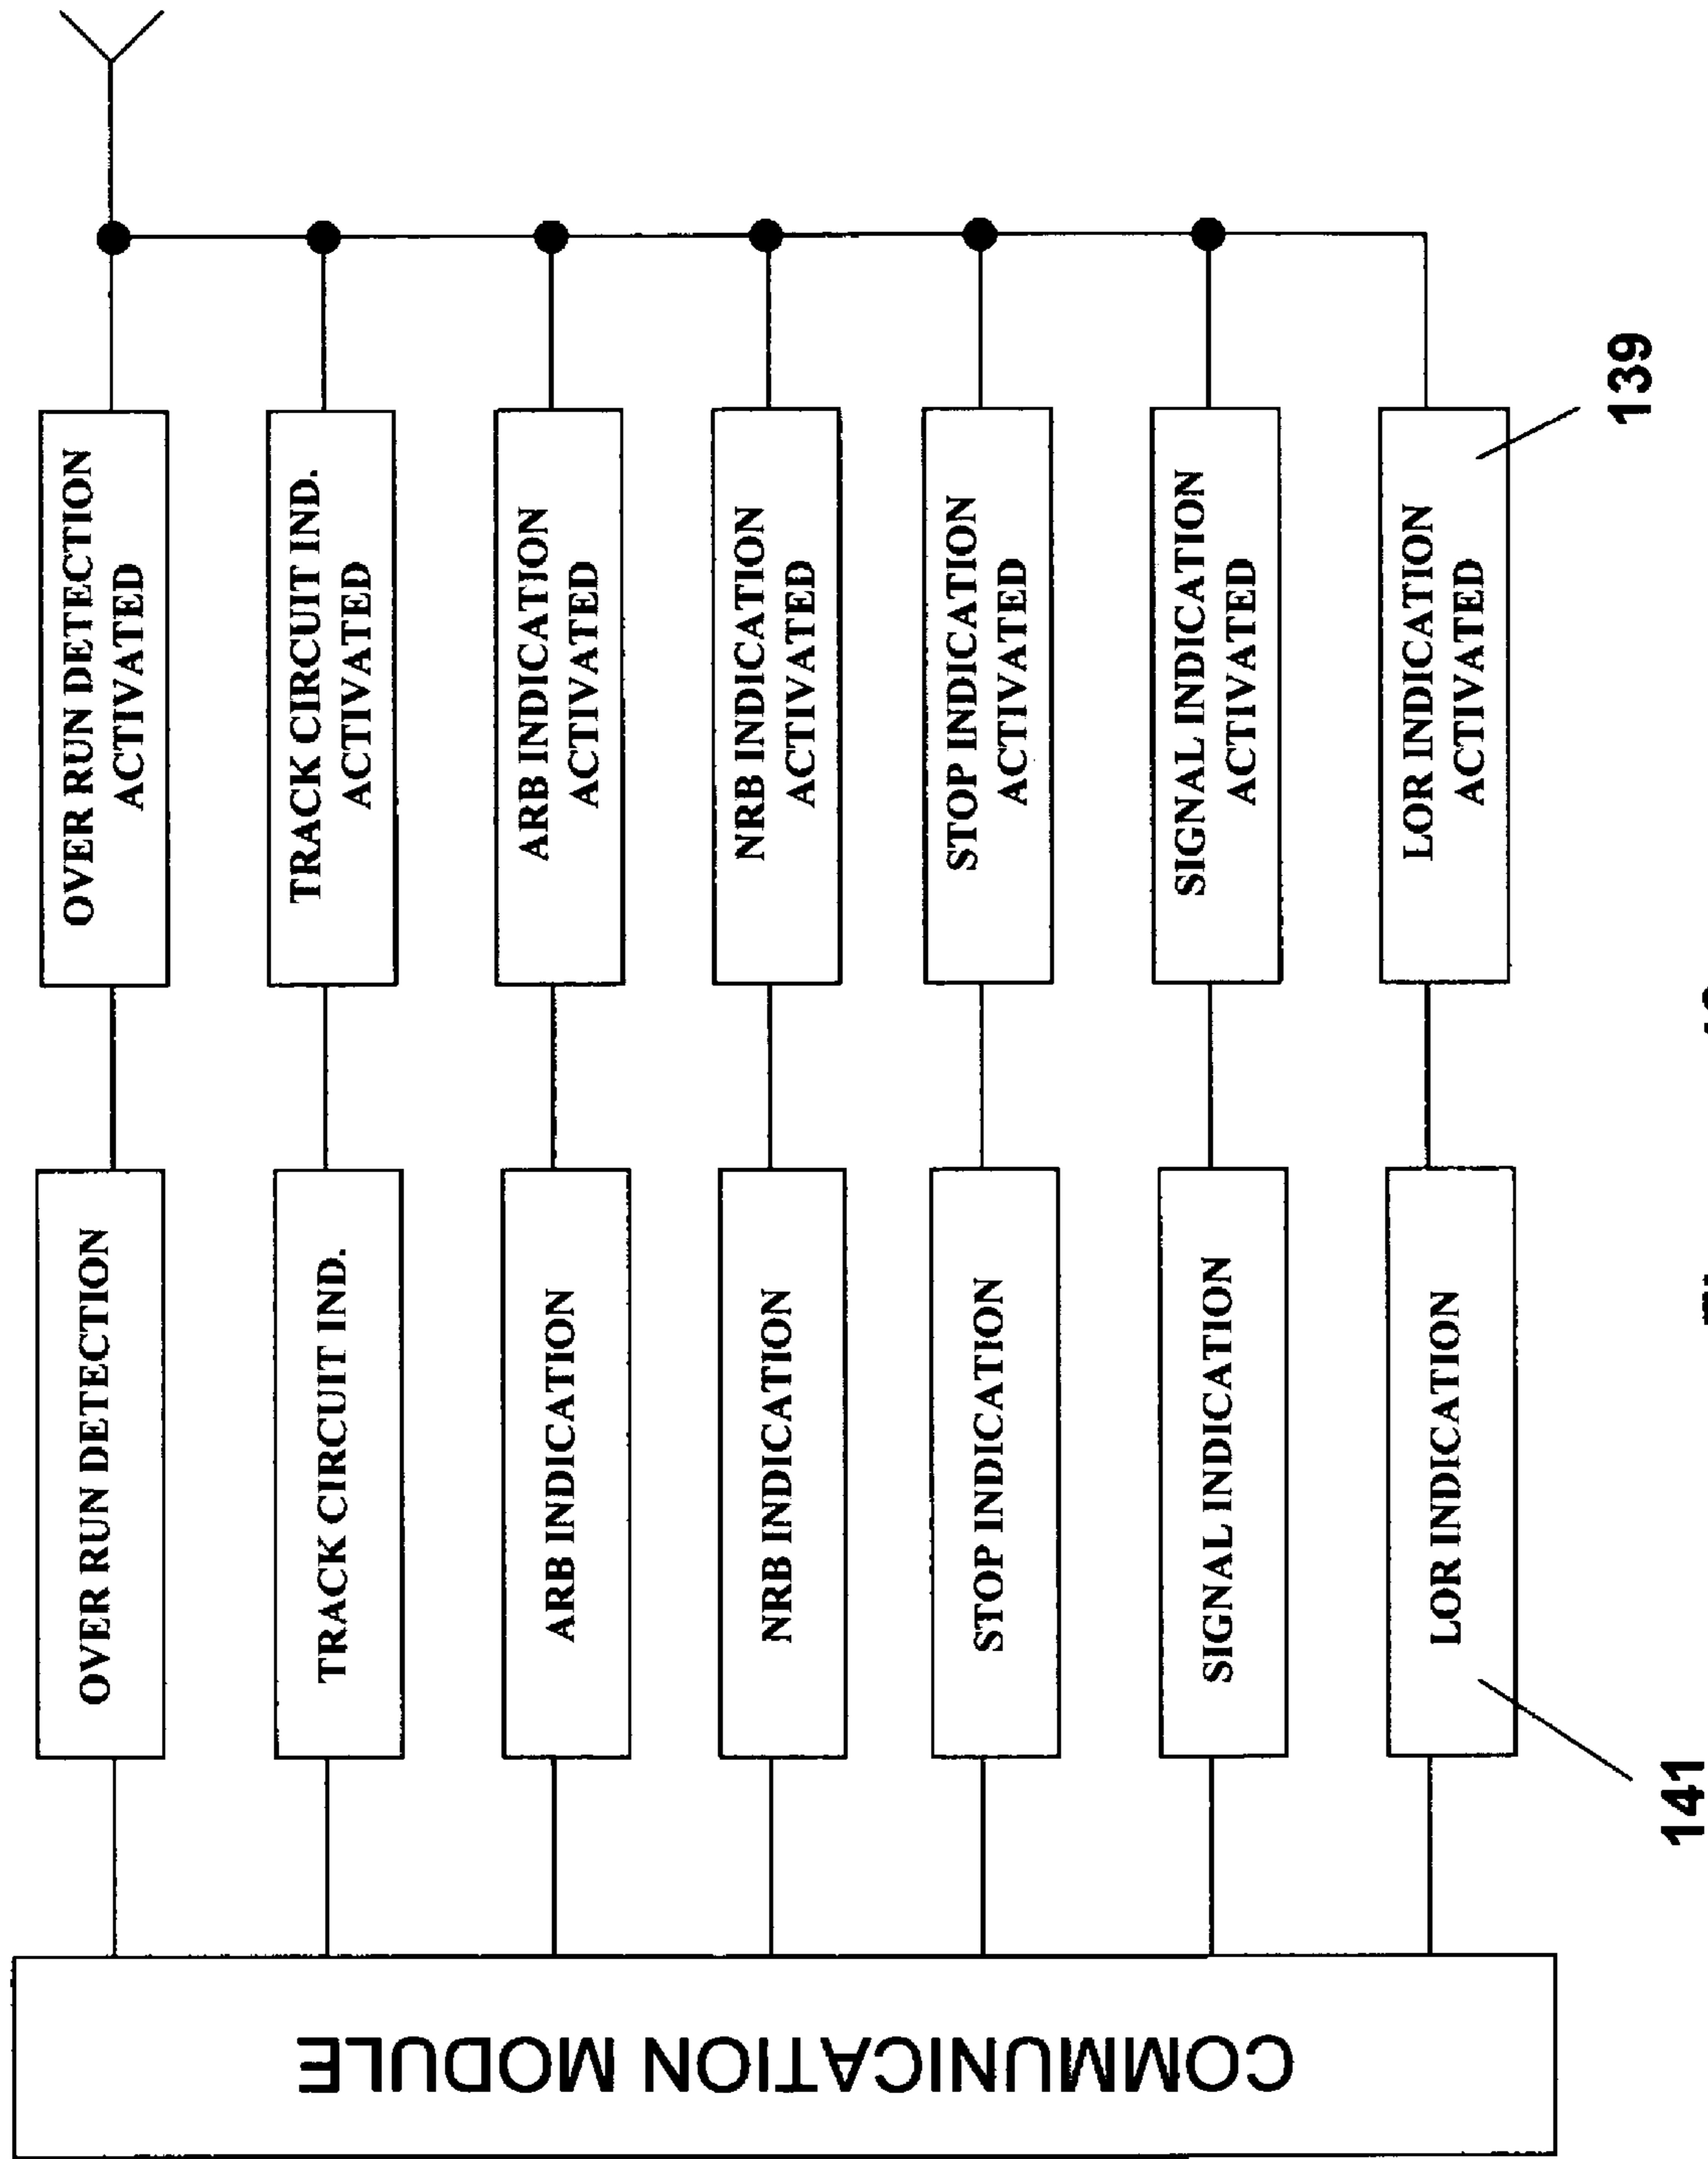 COMMUNICATION MODULE
OVER RUN DETECTION
OVER RUN DETECTION
ACTIVATED
TRACK CIRCUIT IND.
TRACK CIRCUIT IND.
ACTIVATED
ARB INDICATION
ARB INDICATION
ACTIVATED
NRB INDICATION
NRB INDICATION
ACTIVATED
STOP INDICATION
STOP INDICATION
ACTIVATED
SIGNAL INDICATION
SIGNAL INDICATION
ACTIVATED
LOR INDICATION
LOR INDICATION
ACTIVATED
141
139